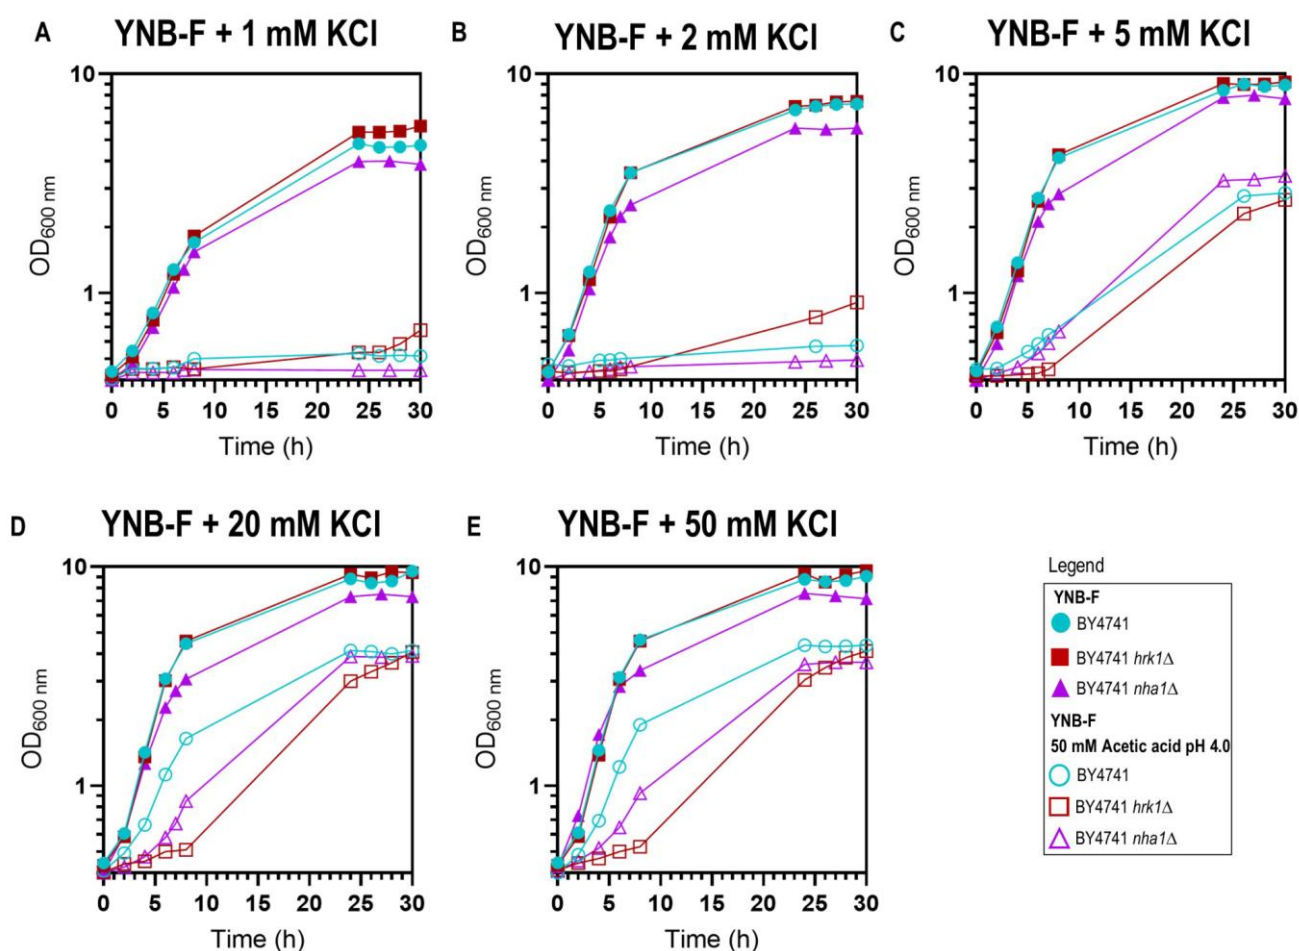 A YNB-F + 1 mM KCl
10
1
OD600 nm
0 5 10 15 20 25 30
Time (h)
B YNB-F + 2 mM KCl
10
1
OD600 nm
0 5 10 15 20 25 30
Time (h)
C YNB-F + 5 mM KCl
10
1
OD600 nm
0 5 10 15 20 25 30
Time (h)
D YNB-F + 20 mM KCl
10
1
OD600 nm
0 5 10 15 20 25 30
Time (h)
E YNB-F + 50 mM KCl
10
1
OD600 nm
0 5 10 15 20 25 30
Time (h)
Legend
YNB-F
BY4741
BY4741 hrk1Δ
BY4741 nha1Δ
YNB-F
50 mM Acetic acid pH 4.0
BY4741
BY4741 hrk1Δ
BY4741 nha1Δ